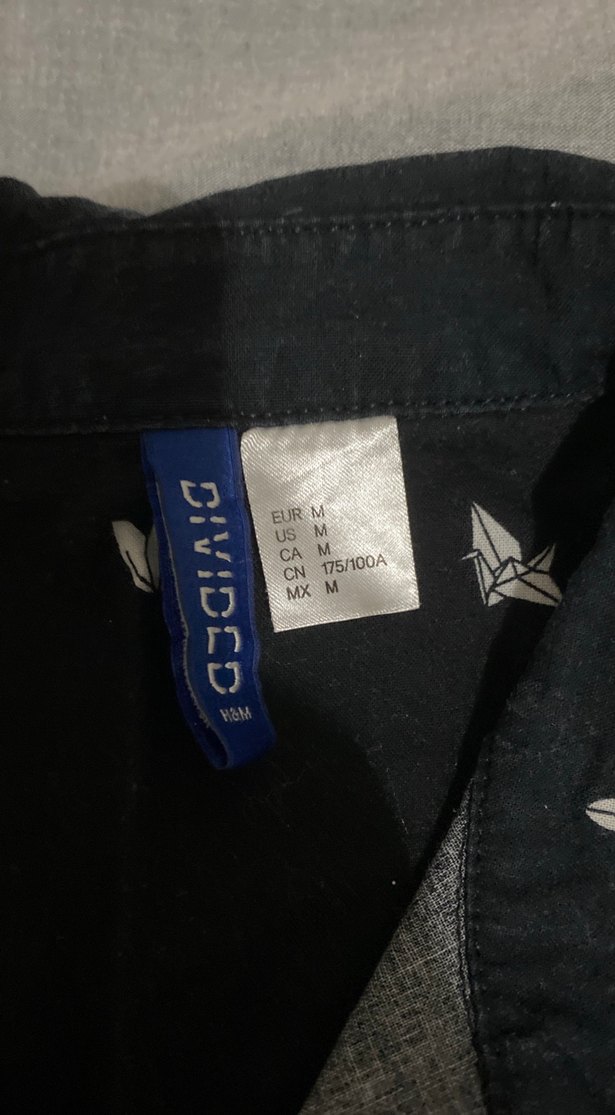 DIVIDED
H&M
EUR M
US M
CA M
CN 175/100A
MX M